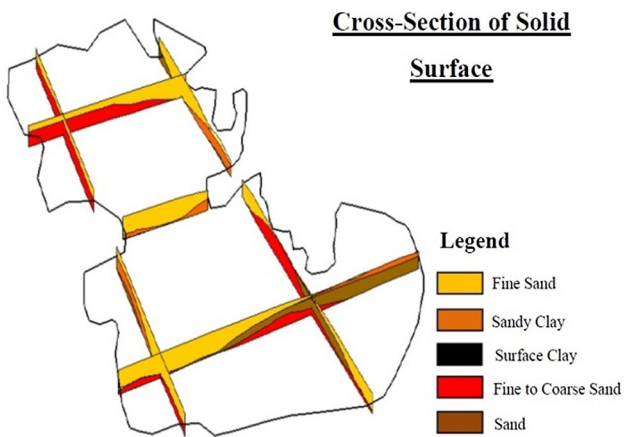 Cross-Section of Solid
Surface
Legend
Fine Sand
Sandy Clay
Surface Clay
Fine to Coarse Sand
Sand